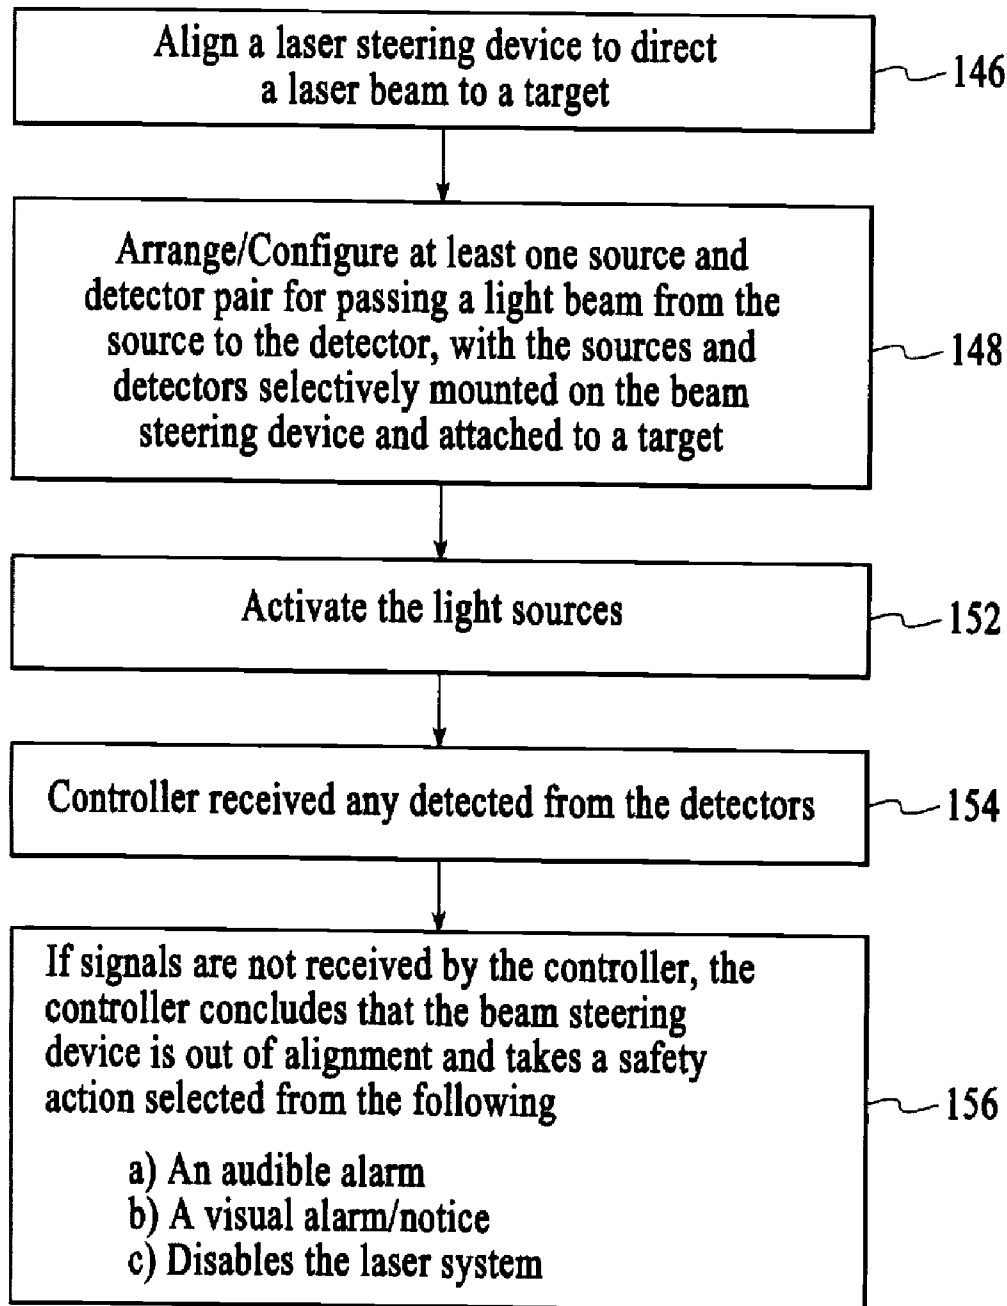 Align a laser steering device to direct
a laser beam to a target
146
Arrange/Configure at least one source and
detector pair for passing a light beam from the
source to the detector, with the sources and
detectors selectively mounted on the beam
steering device and attached to a target
148
Activate the light sources
152
Controller received any detected from the detectors
154
If signals are not received by the controller, the
controller concludes that the beam steering
device is out of alignment and takes a safety
action selected from the following
a) An audible alarm
b) A visual alarm/notice
c) Disables the laser system
156